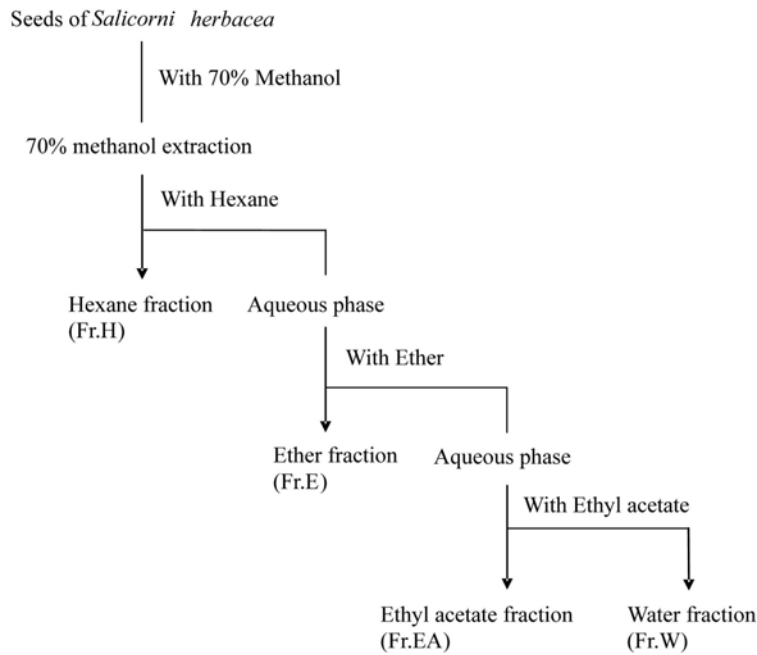 Seeds of Salicorni herbacea
With 70% Methanol
70% methanol extraction
With Hexane
Hexane fraction
(Fr.H)
Aqueous phase
With Ether
Ether fraction
(Fr.E)
Aqueous phase
With Ethyl acetate
Ethyl acetate fraction
(Fr.EA)
Water fraction
(Fr.W)